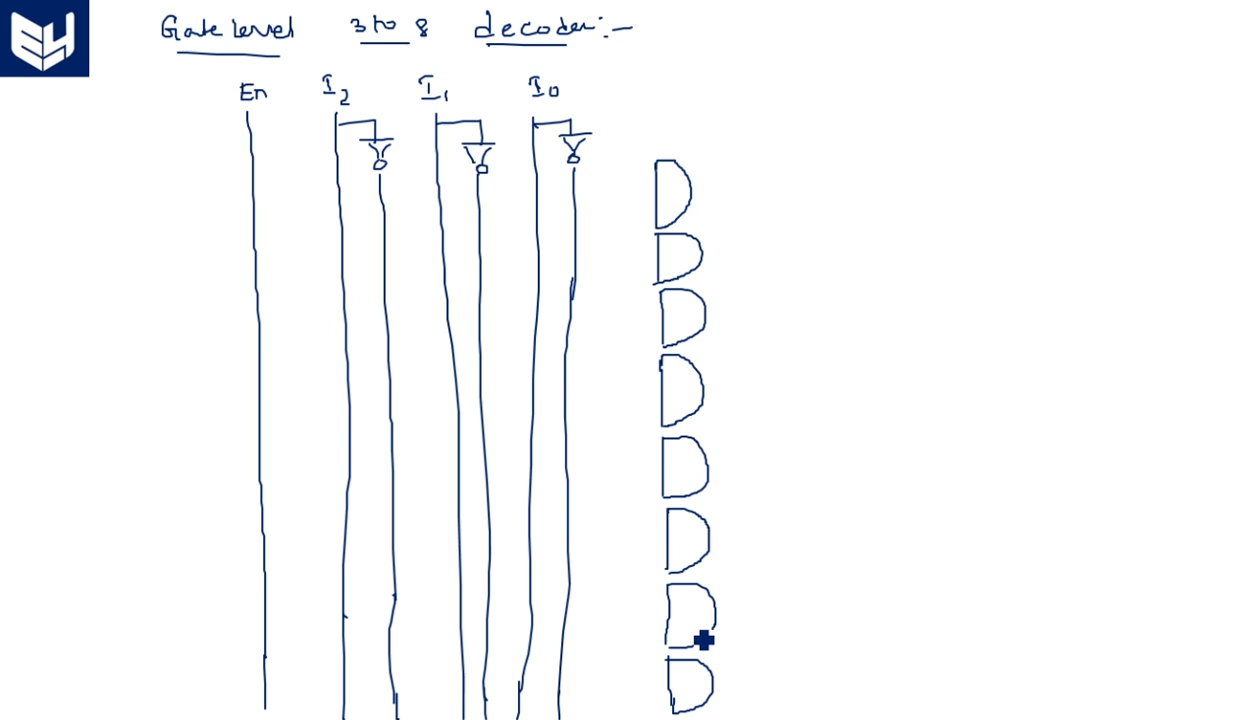 Gate level 3 to 8 decoder:-
En I2 I1 I0